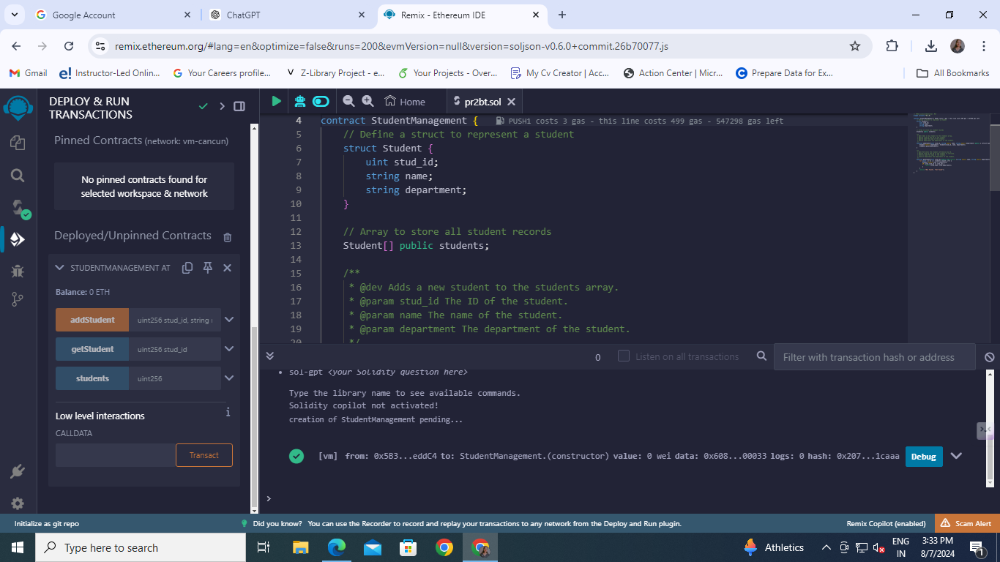 Google Account
ChatGPT
Remix - Ethereum IDE
remix.ethereum.org/#lang=en&optimize=false&runs=200&evmVersion=null&version=soljson-v0.6.0+commit.26b70077.js
Gmail
Instructor-Led Onlin...
Your Careers profile...
Z-Library Project - e...
Your Projects - Over...
My Cv Creator | Acc...
Action Center | Micr...
Prepare Data for Ex...
All Bookmarks
DEPLOY & RUN
TRANSACTIONS
Pinned Contracts (network: vm-cancun)
No pinned contracts found for
selected workspace & network
Deployed/Unpinned Contracts
STUDENTMANAGEMENT AT
Balance: 0 ETH
addStudent uint256 stud_id, string
getStudent uint256 stud_id
students uint256
Low level interactions
i
CALLDATA
Transact
Home
pr2bt.sol
4 contract StudentManagement { PUSH1 costs 3 gas - this line costs 499 gas - 547298 gas left
5 // Define a struct to represent a student
6 struct Student {
7 uint stud_id;
8 string name;
9 string department;
10 }
11
12 // Array to store all student records
13 Student[] public students;
14
15 /**
16 * @dev Adds a new student to the students array.
17 * @param stud_id The ID of the student.
18 * @param name The name of the student.
19 * @param department The department of the student.
20 */
0
Listen on all transactions
Filter with transaction hash or address
• sol-gpt <your Solidity question here>
Type the library name to see available commands.
Solidity copilot not activated!
creation of StudentManagement pending...
[vm] from: 0x5B3...eddC4 to: StudentManagement.(constructor) value: 0 wei data: 0x608...00033 logs: 0 hash: 0x207...1caaa
Debug
>
Initialize as git repo
Did you know? You can use the Recorder to record and replay your transactions to any network from the Deploy and Run plugin.
Remix Copilot (enabled)
Scam Alert
Type here to search
Athletics
ENG
IN
3:33 PM
8/7/2024
1